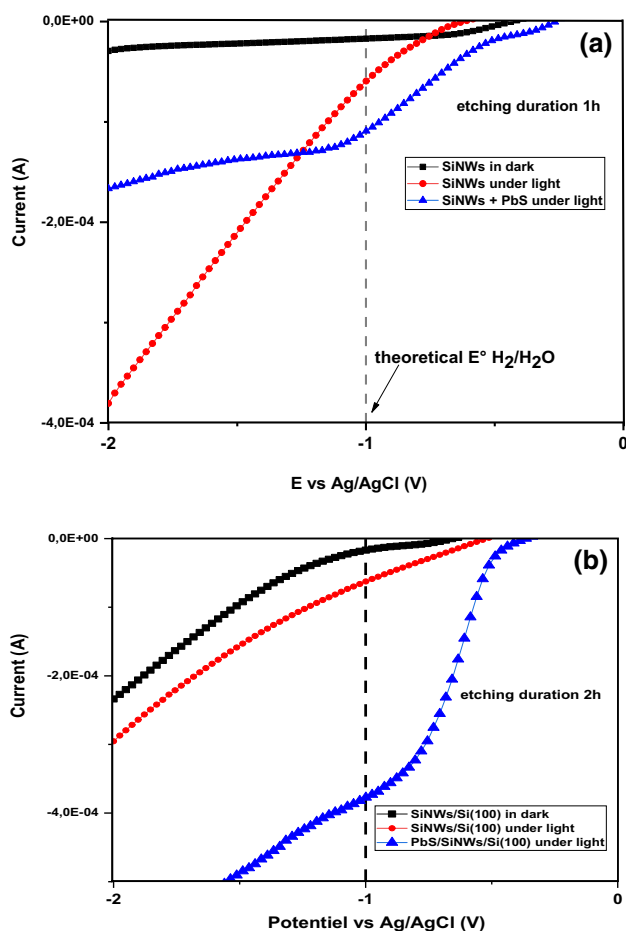 0,0E+00
(a)
etching duration 1h
SiNWs in dark
SiNWs under light
SiNWs + PbS under light
-2,0E-04
Current (A)
theoretical E° H₂/H₂O
-4,0E-04
-2 -1 0
E vs Ag/AgCl (V)
0,0E+00
(b)
-2,0E-04
etching duration 2h
Current (A)
-4,0E-04
SiNWs/Si(100) in dark
SiNWs/Si(100) under light
PbS/SiNWs/Si(100) under light
-2 -1 0
Potentiel vs Ag/AgCl (V)